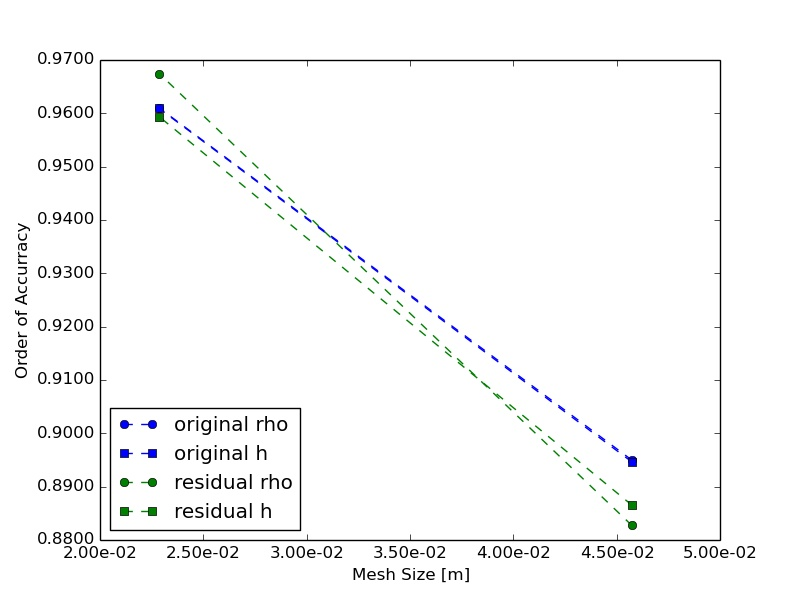 0.9700
0.9600
0.9500
0.9400
0.9300
0.9200
0.9100
0.9000
0.8900
0.8800
Order of Accurracy
original rho
original h
residual rho
residual h
2.00e-02 2.50e-02 3.00e-02 3.50e-02 4.00e-02 4.50e-02 5.00e-02
Mesh Size [m]